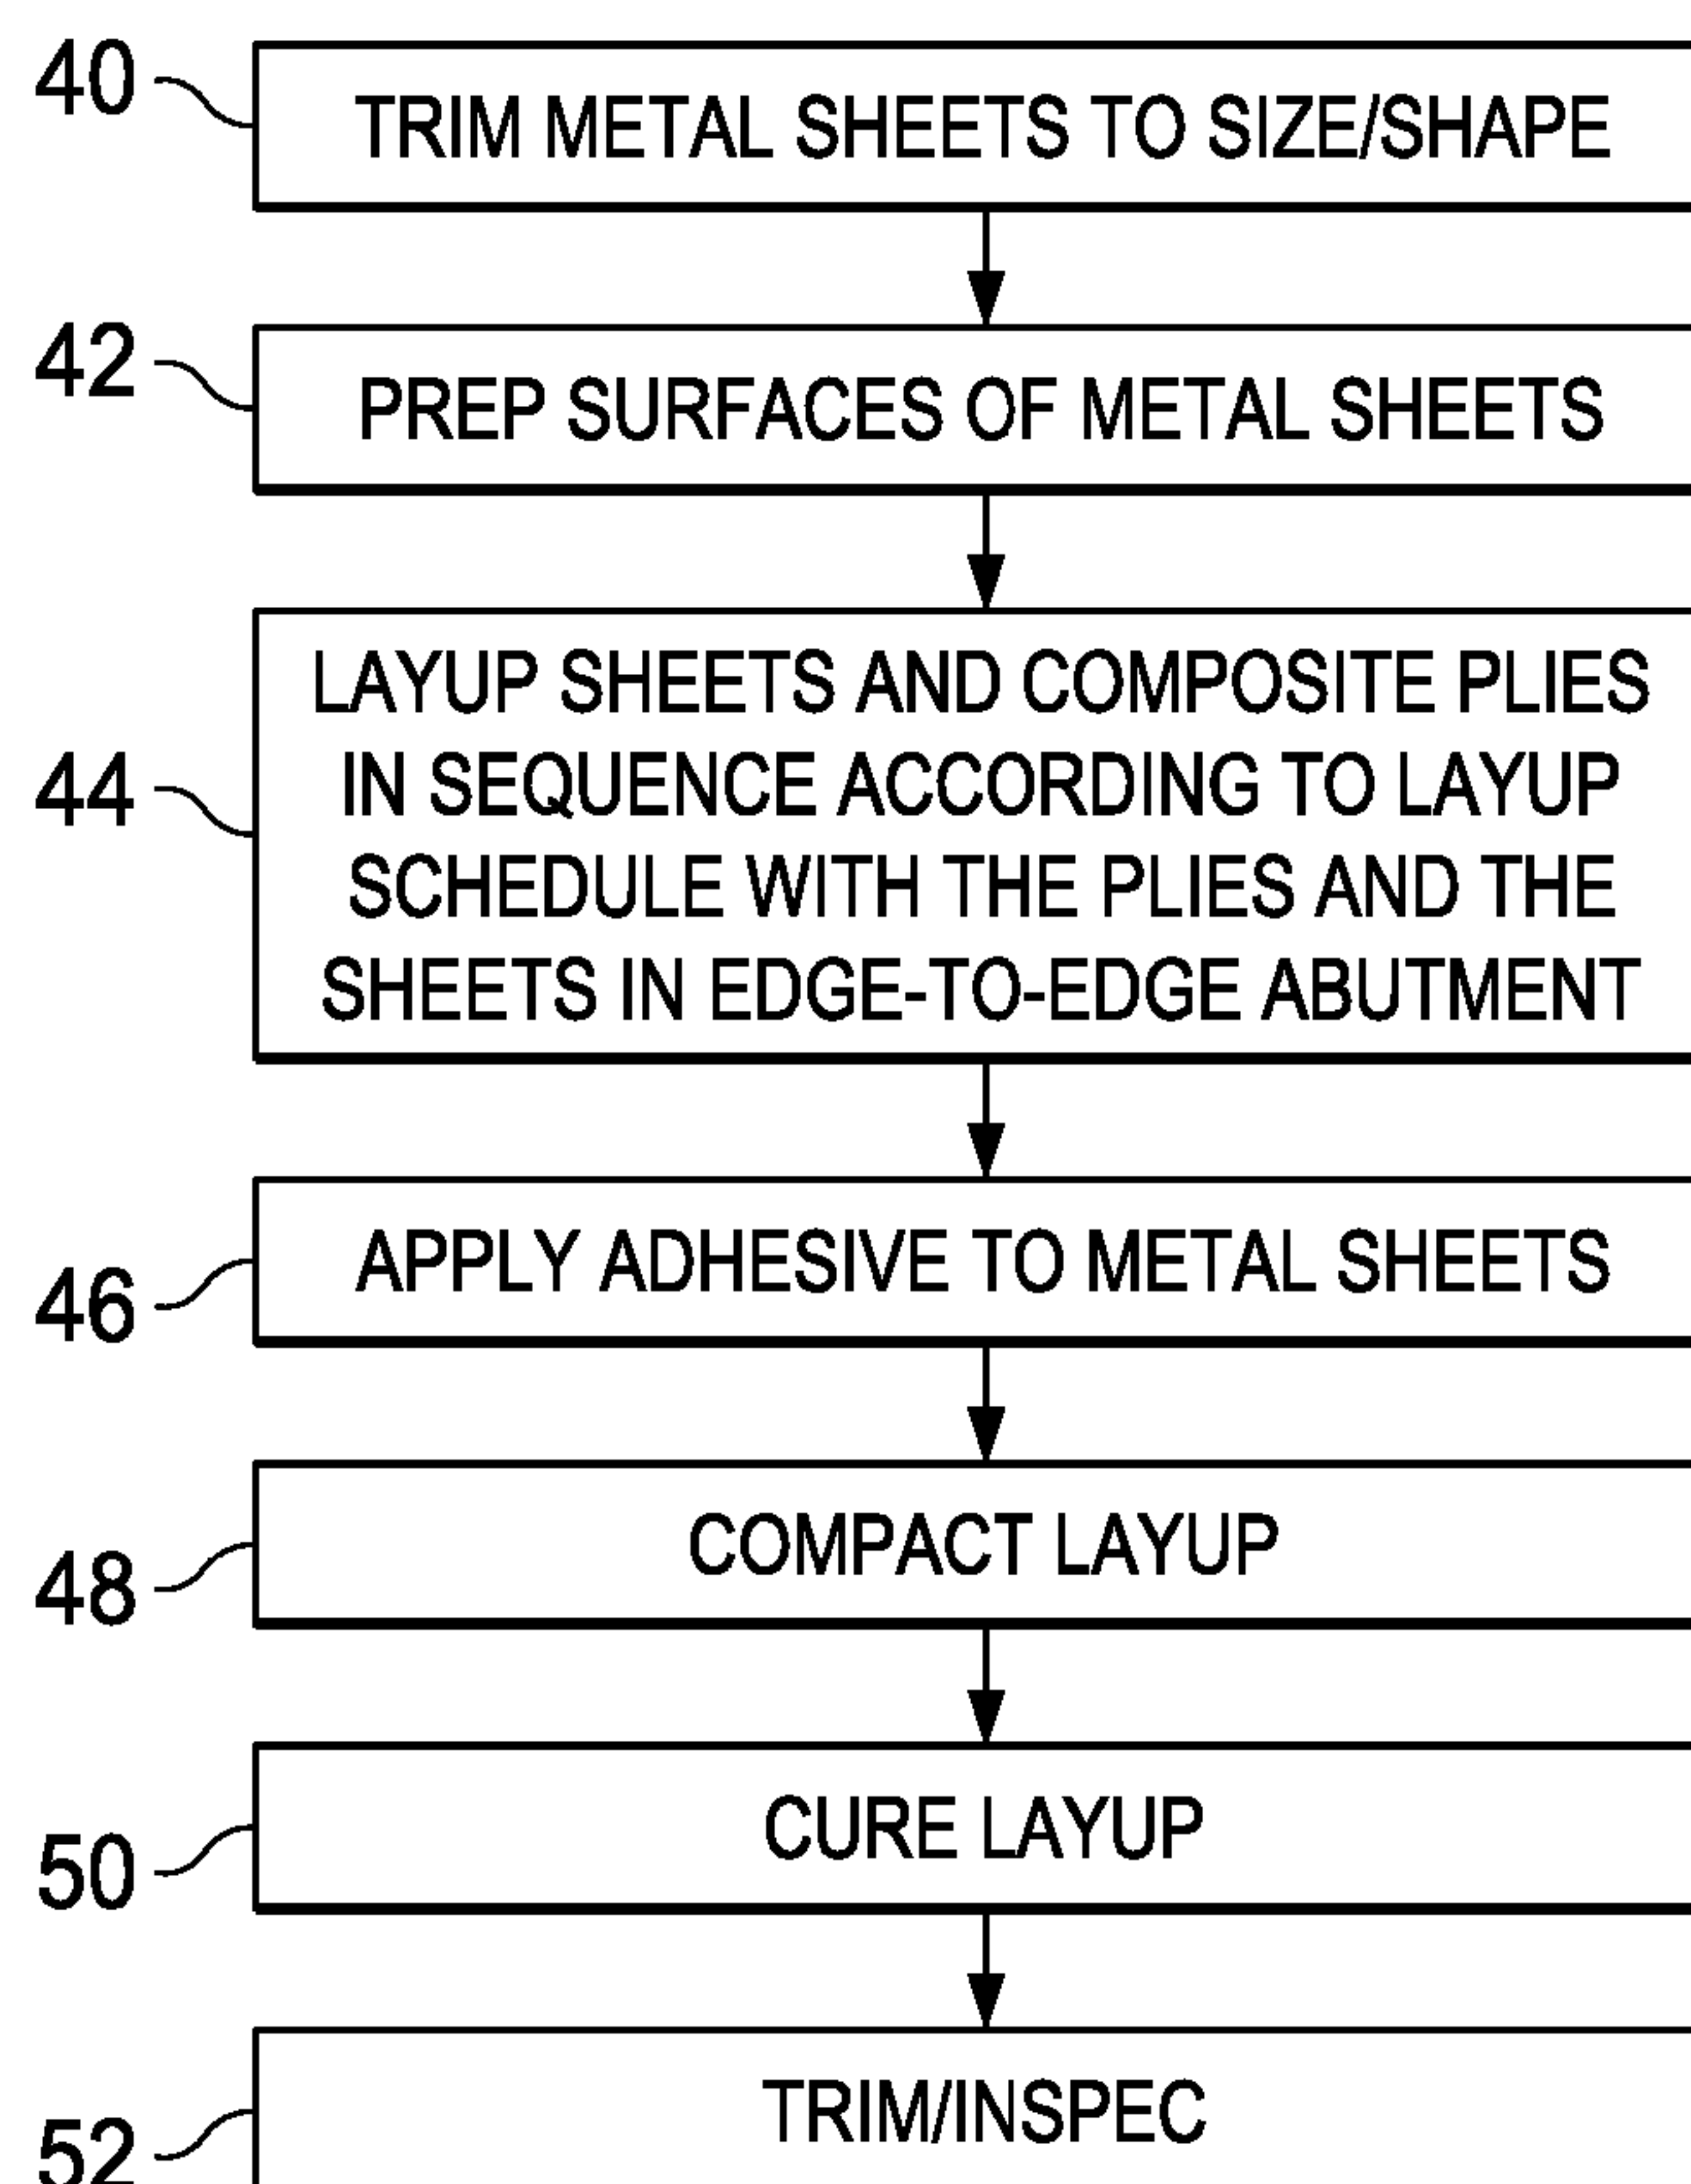 40
TRIM METAL SHEETS TO SIZE/SHAPE
42
PREP SURFACES OF METAL SHEETS
44
LAYUP SHEETS AND COMPOSITE PLIES
IN SEQUENCE ACCORDING TO LAYUP
SCHEDULE WITH THE PLIES AND THE
SHEETS IN EDGE-TO-EDGE ABUTMENT
46
APPLY ADHESIVE TO METAL SHEETS
48
COMPACT LAYUP
50
CURE LAYUP
52
TRIM/INSPEC